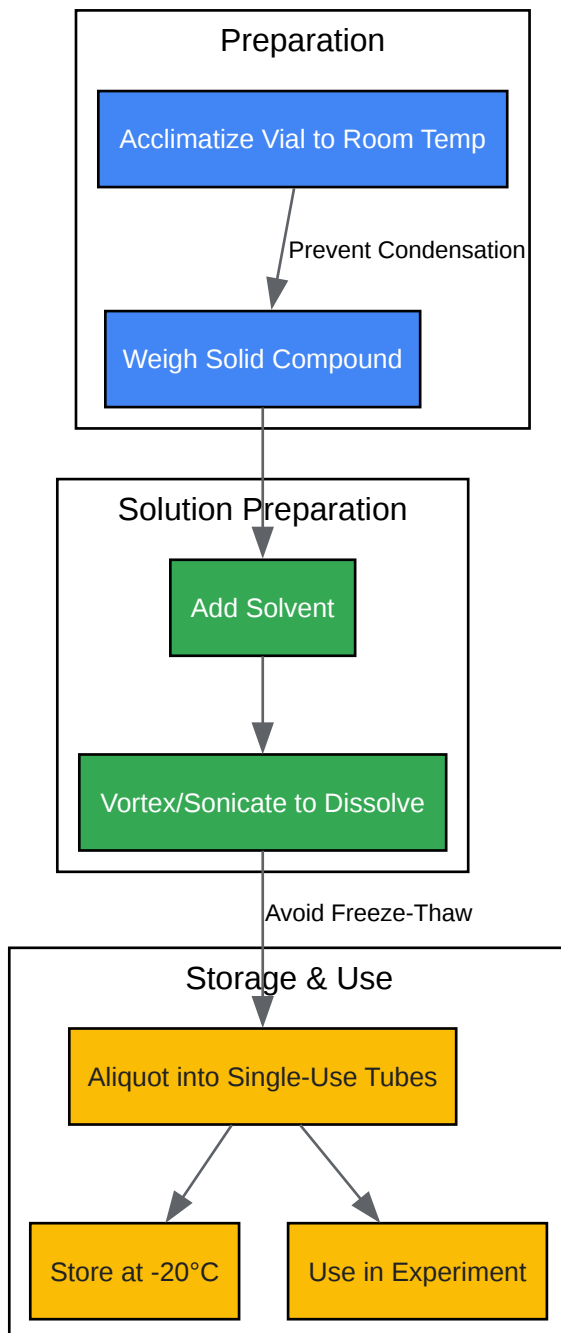 Preparation
Acclimatize Vial to Room Temp
Prevent Condensation
Weigh Solid Compound
Solution Preparation
Add Solvent
Vortex/Sonicate to Dissolve
Avoid Freeze-Thaw
Storage & Use
Aliquot into Single-Use Tubes
Store at -20°C
Use in Experiment